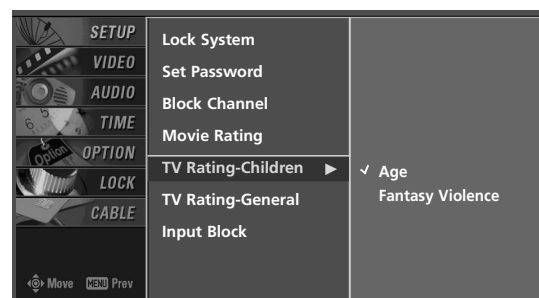 SETUP
VIDEO
AUDIO
TIME
OPTION
LOCK
CABLE
Move MENU Prev
Lock System
Set Password
Block Channel
Movie Rating
TV Rating-Children ▶
TV Rating-General
Input Block
✓ Age
Fantasy Violence